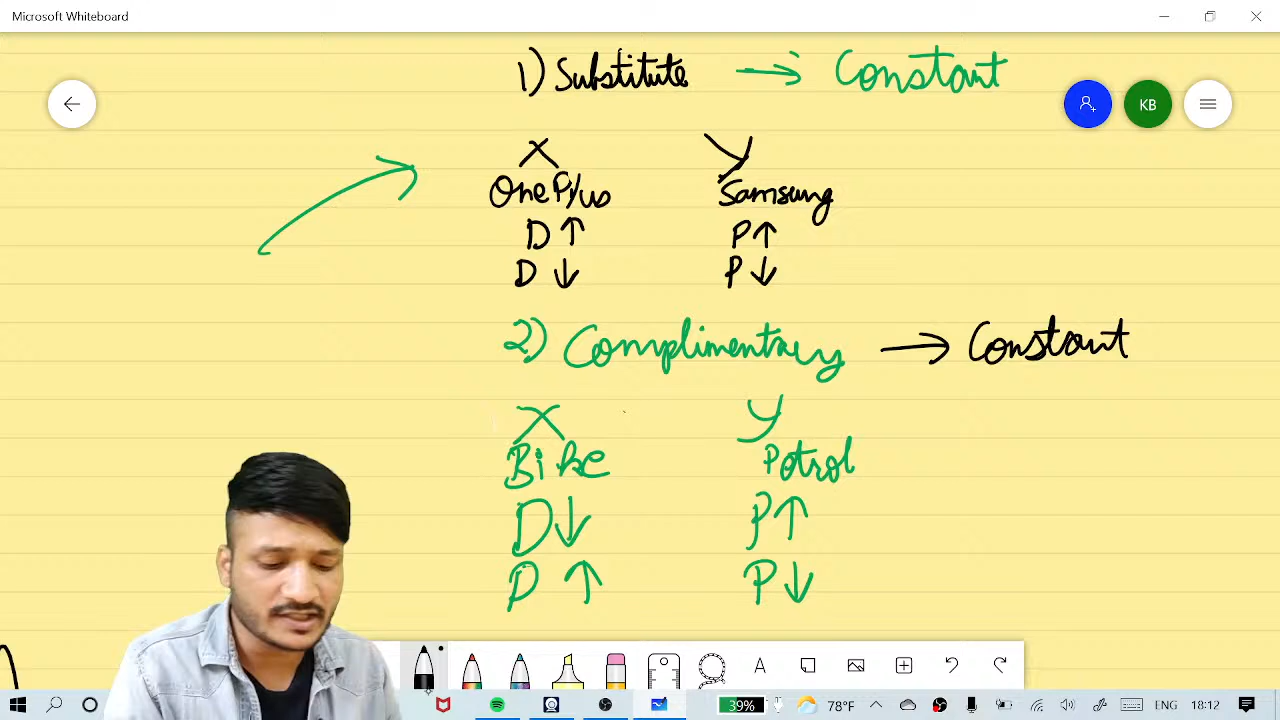 Microsoft Whiteboard
1) Substitute → Constant
KB
X Y
OnePlus Samsung
D ↑ P ↑
D ↓ P ↓
2) Complimentary → Constant
X y
Bike Petrol
D ↓ P ↑
D ↑ P ↓
A
39% 78°F ENG 18:12